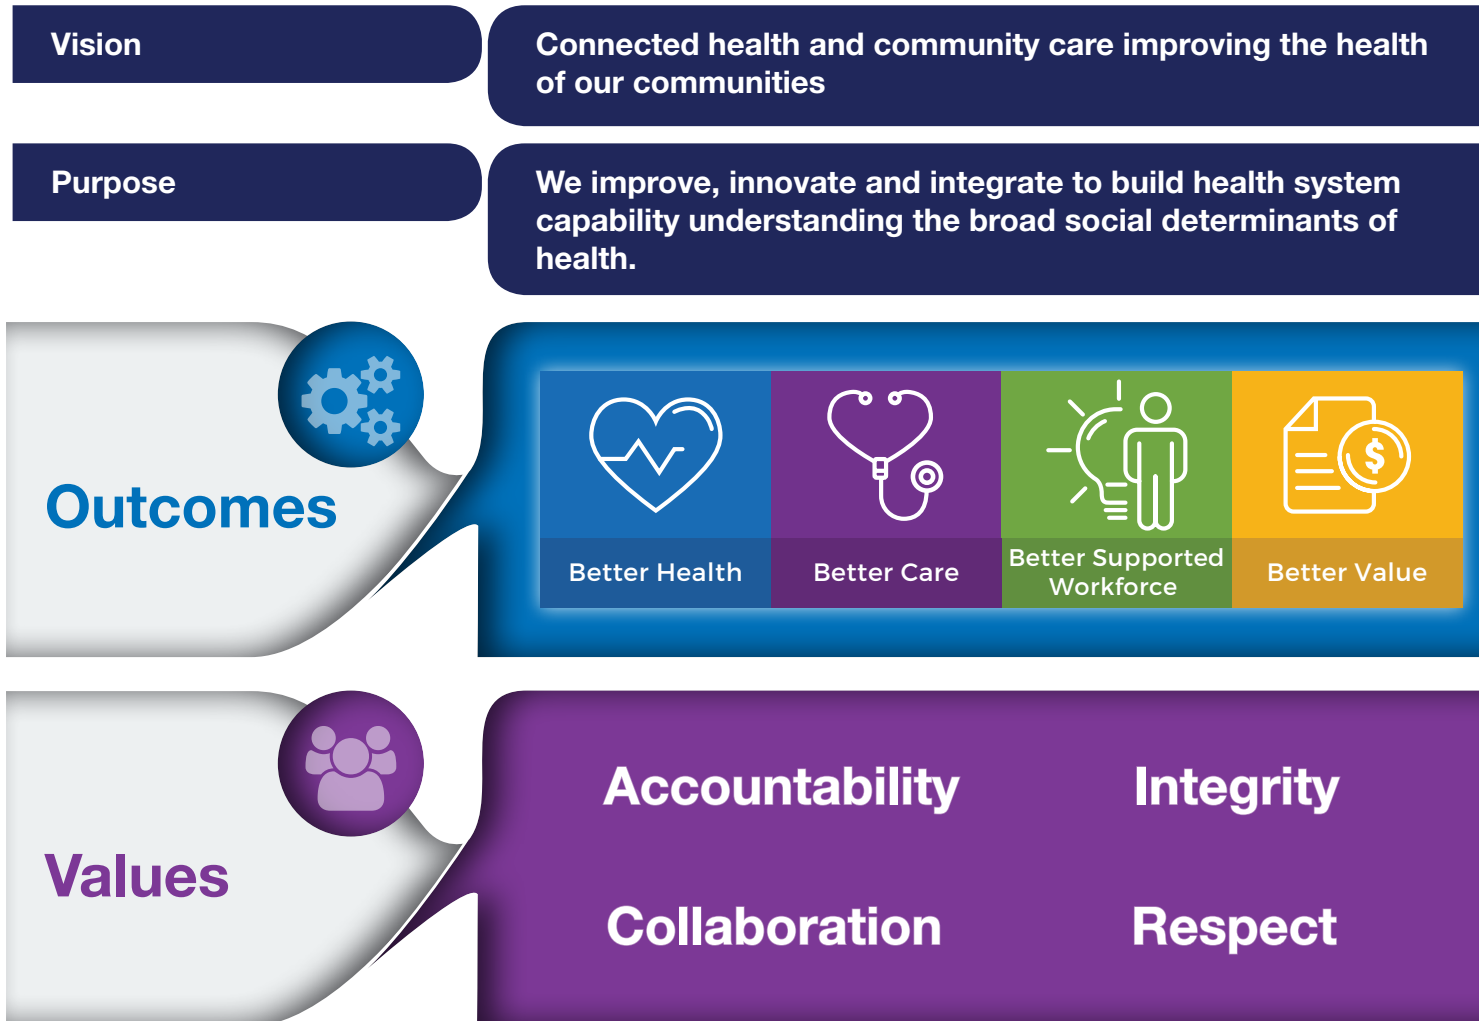 Vision
Connected health and community care improving the health
of our communities
Purpose
We improve, innovate and integrate to build health system
capability understanding the broad social determinants of
health.
Outcomes
$
Better Health
Better Care
Better Supported
Workforce
Better Value
Values
Accountability
Integrity
Collaboration
Respect